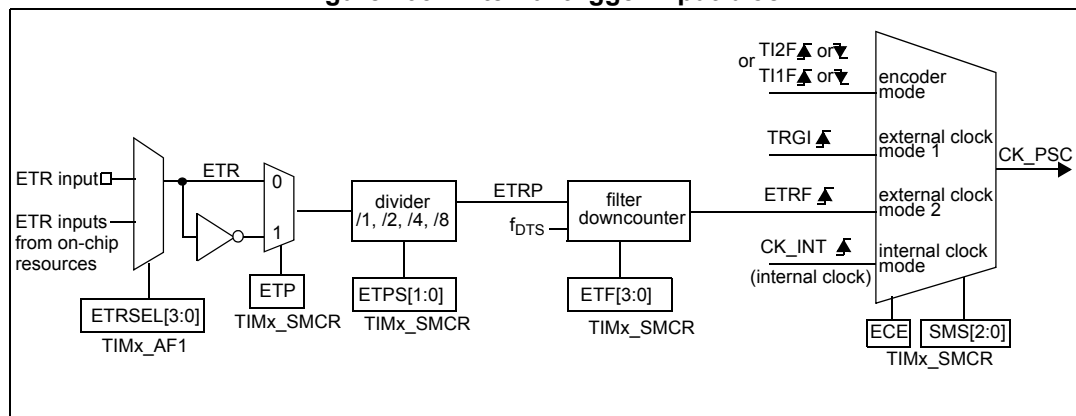 or TI2F or
TI1F or
encoder
mode
TRGI
external clock
mode 1
CK_PSC
ETR input
ETR
0
1
ETR inputs
from on-chip
resources
divider
/1, /2, /4, /8
ETRP
fDTS
filter
downcounter
ETRF
external clock
mode 2
CK_INT
(internal clock)
internal clock
mode
ETRSEL[3:0]
TIMx_AF1
ETP
TIMx_SMCR
ETPS[1:0]
TIMx_SMCR
ETF[3:0]
TIMx_SMCR
ECE
SMS[2:0]
TIMx_SMCR